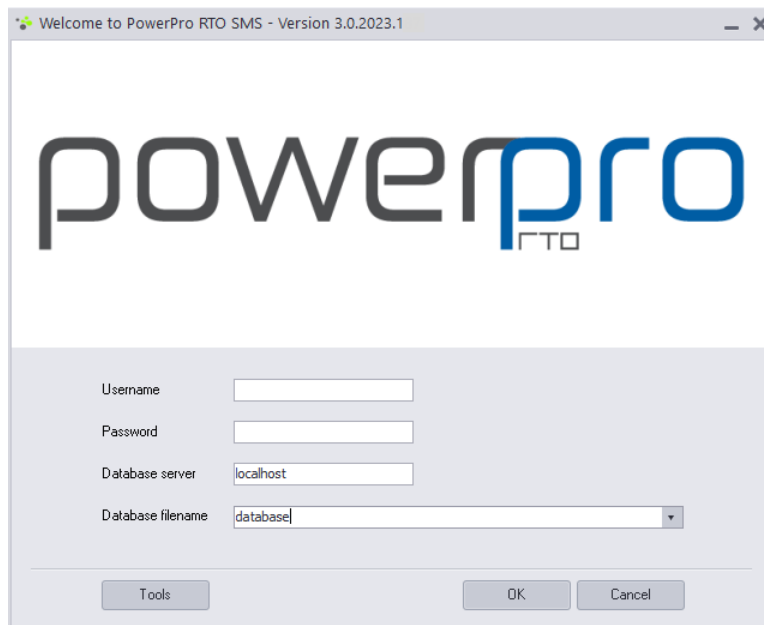 Welcome to PowerPro RTO SMS - Version 3.0.2023.1
powerpro
RTO
Username
Password
Database server localhost
Database filename database
Tools OK Cancel